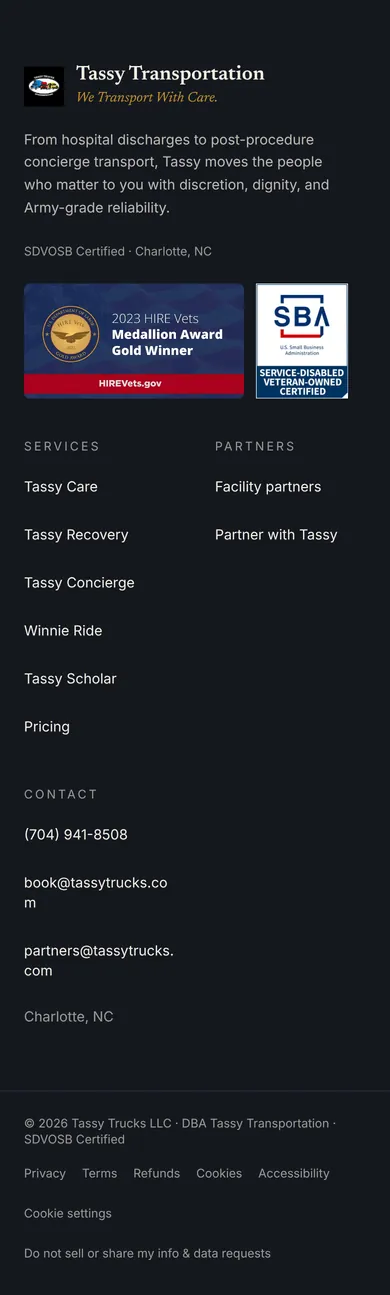 Tassy Transportation
We Transport With Care.
From hospital discharges to post-procedure
concierge transport, Tassy moves the people
who matter to you with discretion, dignity, and
Army-grade reliability.
SDVOSB Certified · Charlotte, NC
2023 HIRE Vets
Medallion Award
Gold Winner
HIREVets.gov
HIRE VETS
GOLD AWARD
SBA
U.S. Small Business
Administration
SERVICE-DISABLED
VETERAN-OWNED
CERTIFIED
SERVICES
Tassy Care
Tassy Recovery
Tassy Concierge
Winnie Ride
Tassy Scholar
Pricing
PARTNERS
Facility partners
Partner with Tassy
CONTACT
(704) 941-8508
book@tassytrucks.co
m
partners@tassytrucks.
com
Charlotte, NC
© 2026 Tassy Trucks LLC · DBA Tassy Transportation ·
SDVOSB Certified
Privacy Terms Refunds Cookies Accessibility
Cookie settings
Do not sell or share my info & data requests